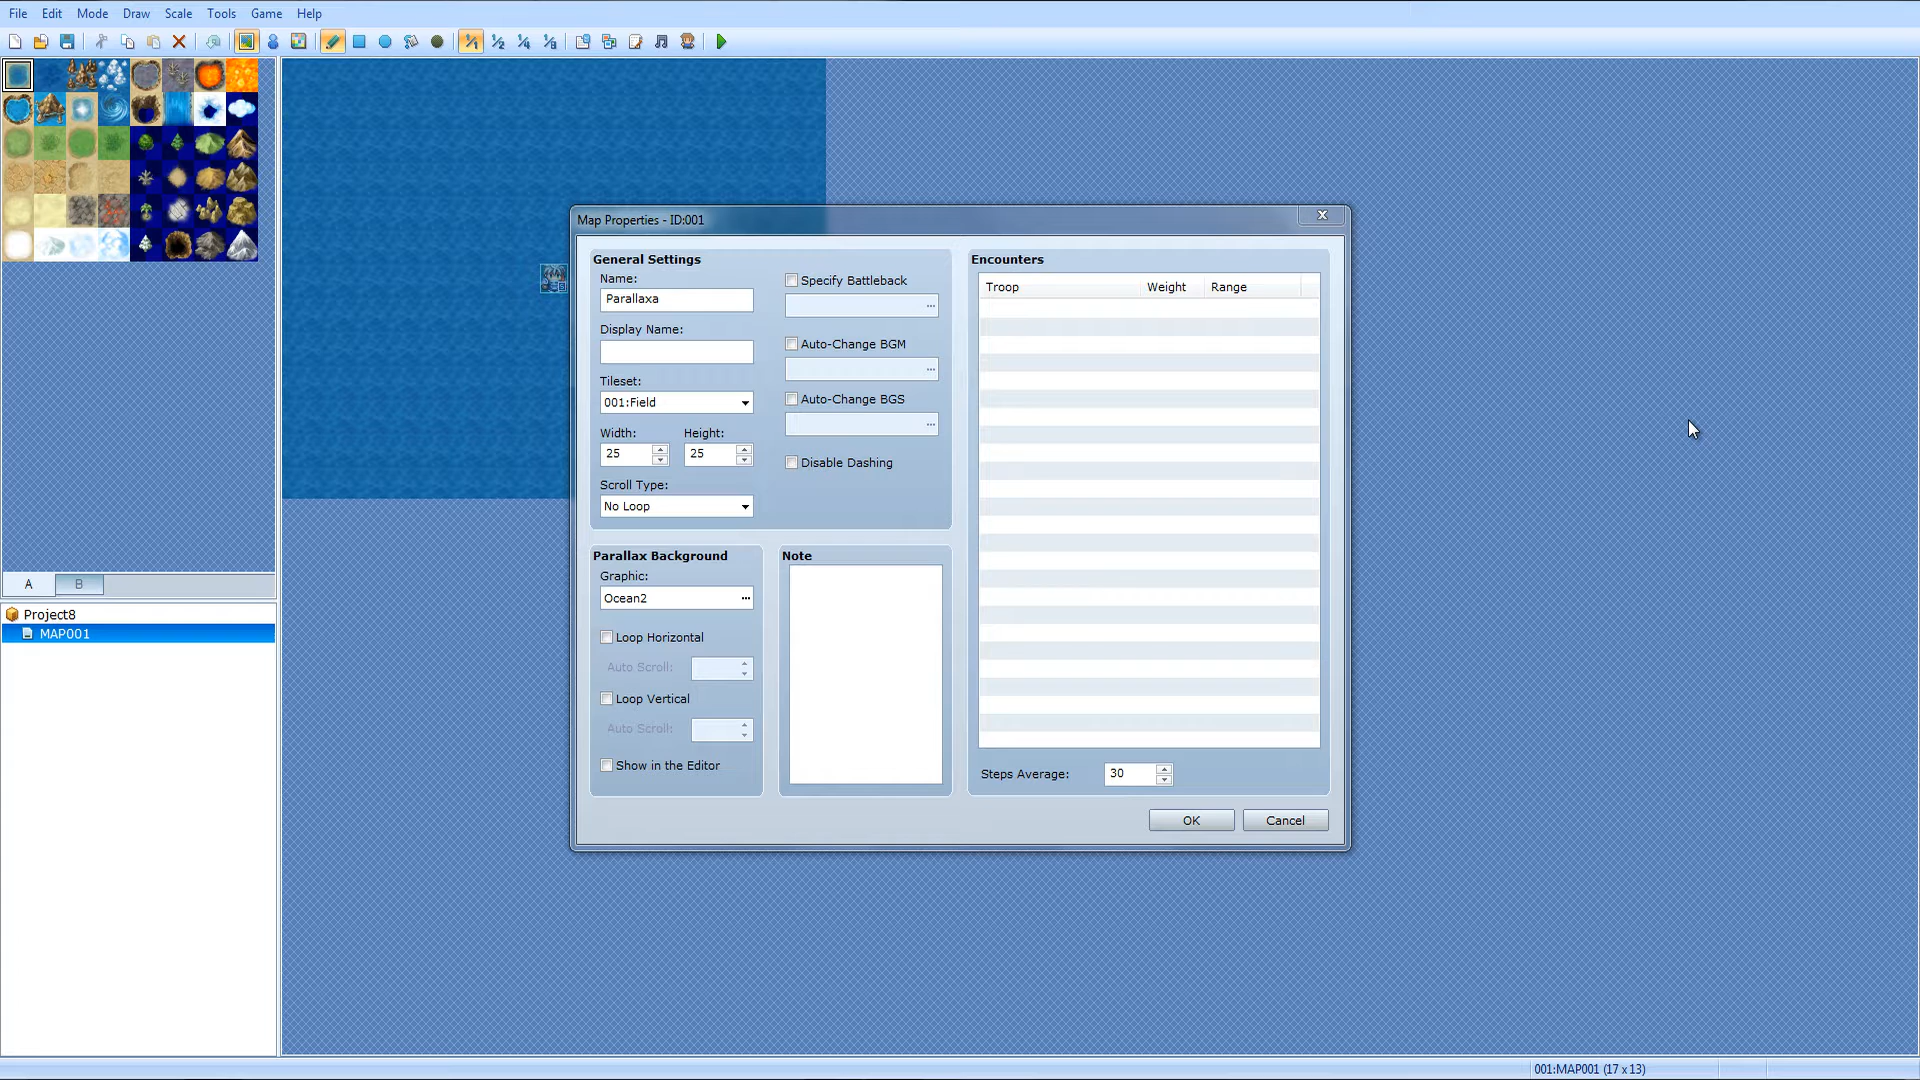 File Edit Mode Draw Scale Tools Game Help
Map Properties - ID:001
General Settings
Name:
Parallaxa
Display Name:
Tileset:
001:Field
Width: Height:
25 25
Scroll Type:
No Loop
Specify Battleback
...
Auto-Change BGM
...
Auto-Change BGS
...
Disable Dashing
Encounters
Troop Weight Range
Steps Average: 30
Parallax Background
Graphic:
Ocean2 ...
Loop Horizontal
Auto Scroll:
Loop Vertical
Auto Scroll:
Show in the Editor
Note
OK Cancel
A B
Project8
MAP001
001:MAP001 (17 x 13)